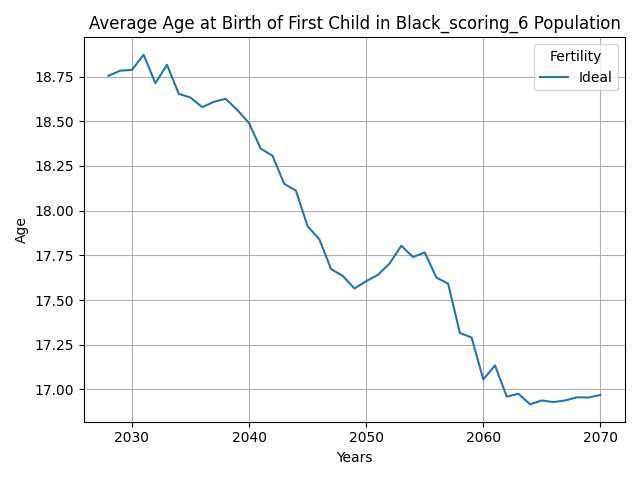 Average Age at Birth of First Child in Black_scoring_6 Population
Fertility
Ideal
18.75
18.50
18.25
18.00
17.75
17.50
17.25
17.00
Age
2030 2040 2050 2060 2070
Years